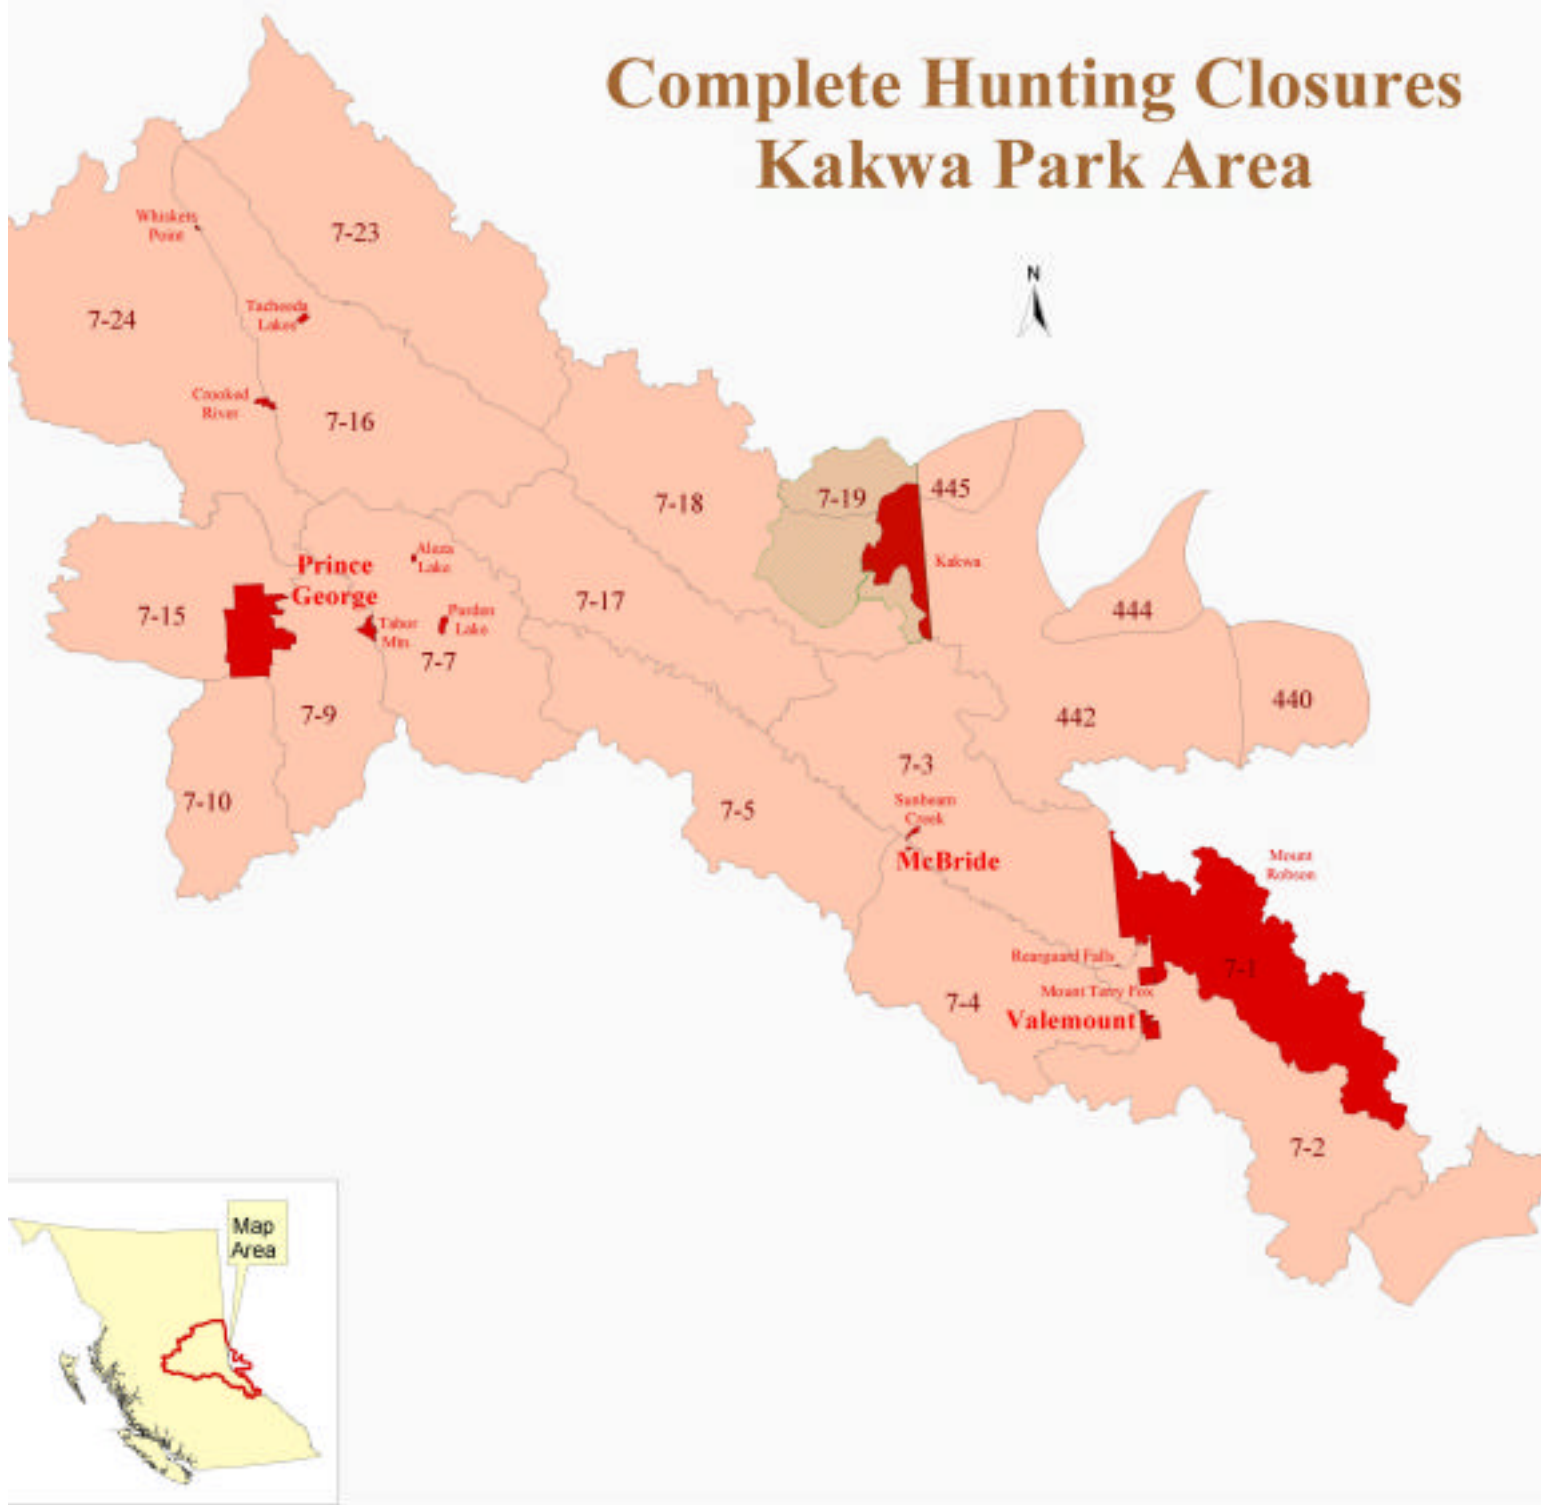 Complete Hunting Closures
Kakwa Park Area
N
7-23
Whiskers
Point
7-24
Tacheeda
Lakes
Crooked
River
7-16
7-18
7-19
445
Kakwa
Prince
George
Aleza
Lake
7-15
Tabor
Mtn
Purden
Lake
7-7
7-17
444
7-9
442
440
7-10
7-3
7-5
Sunbeam
Creek
McBride
Mount
Robson
Rearguard Falls
7-1
7-4
Mount Terry Fox
Valemount
7-2
Map
Area